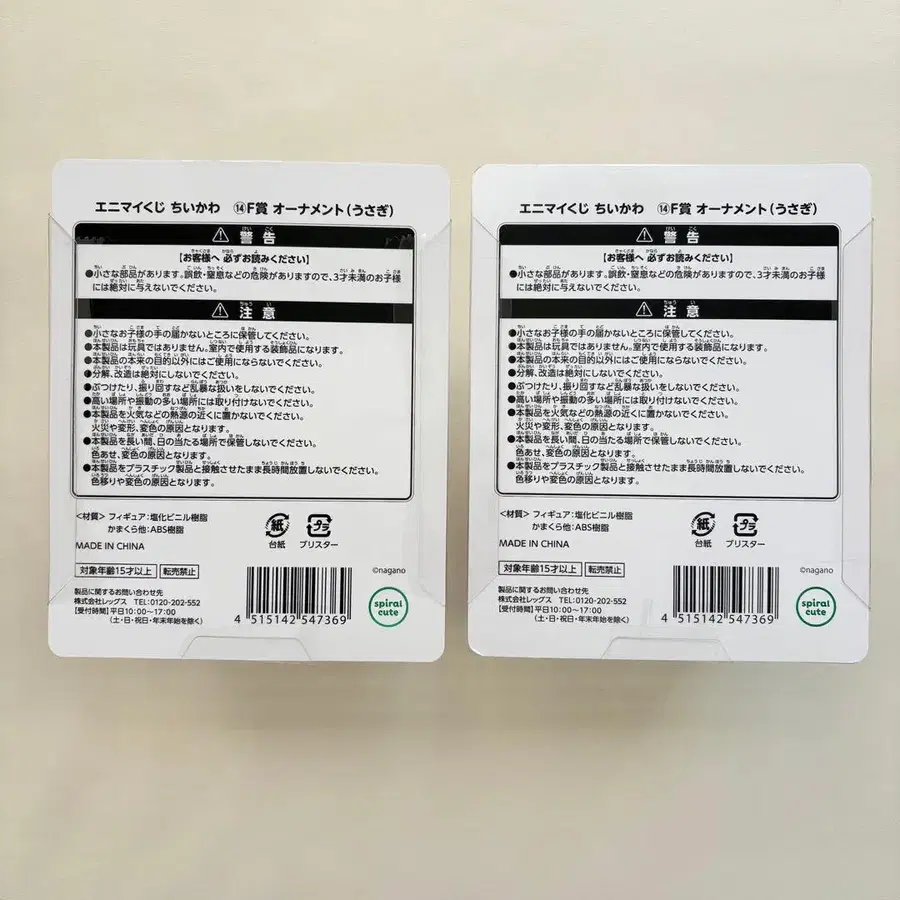 エニマイくじ ちいかわ ⑭F賞 オーナメント(うさぎ)
⚠ 警告
【お客様へ 必ずお読みください】
●小さな部品があります。誤飲・窒息などの危険がありますので、3才未満のお子様
には絶対に与えないでください。
⚠ 注意
●小さなお子様の手の届かないところに保管してください。
●本製品は玩具ではありません。室内で使用する装飾品になります。
●本製品の本来の目的以外にはご使用にならないでください。
●分解、改造は絶対にしないでください。
●ぶつけたり、振り回すなど乱暴な扱いをしないでください。
●高い場所や振動の多い場所には取り付けないでください。
●本製品を火気などの熱源の近くに置かないでください。
火災や変形、変色の原因となります。
●本製品を長い間、日の当たる場所で保管しないでください。
色あせ、変色の原因となります。
●本製品をプラスチック製品と接触させたまま長時間放置しないでください。
色移りや変色の原因となります。
<材質> フィギュア:塩化ビニル樹脂
かまくら他:ABS樹脂
紙 プラ
台紙 ブリスター
MADE IN CHINA
対象年齢15才以上 転売禁止
©nagano
製品に関するお問い合わせ先
株式会社レッグス TEL:0120-202-552
【受付時間】平日10:00~17:00
(土・日・祝日・年末年始を除く)
4 515142 547369
spiral
cute
エニマイくじ ちいかわ ⑭F賞 オーナメント(うさぎ)
⚠ 警告
【お客様へ 必ずお読みください】
●小さな部品があります。誤飲・窒息などの危険がありますので、3才未満のお子様
には絶対に与えないでください。
⚠ 注意
●小さなお子様の手の届かないところに保管してください。
●本製品は玩具ではありません。室内で使用する装飾品になります。
●本製品の本来の目的以外にはご使用にならないでください。
●分解、改造は絶対にしないでください。
●ぶつけたり、振り回すなど乱暴な扱いをしないでください。
●高い場所や振動の多い場所には取り付けないでください。
●本製品を火気などの熱源の近くに置かないでください。
火災や変形、変色の原因となります。
●本製品を長い間、日の当たる場所で保管しないでください。
色あせ、変色の原因となります。
●本製品をプラスチック製品と接触させたまま長時間放置しないでください。
色移りや変色の原因となります。
<材質> フィギュア:塩化ビニル樹脂
かまくら他:ABS樹脂
紙 プラ
台紙 ブリスター
MADE IN CHINA
対象年齢15才以上 転売禁止
©nagano
製品に関するお問い合わせ先
株式会社レッグス TEL:0120-202-552
【受付時間】平日10:00~17:00
(土・日・祝日・年末年始を除く)
4 515142 547369
spiral
cute